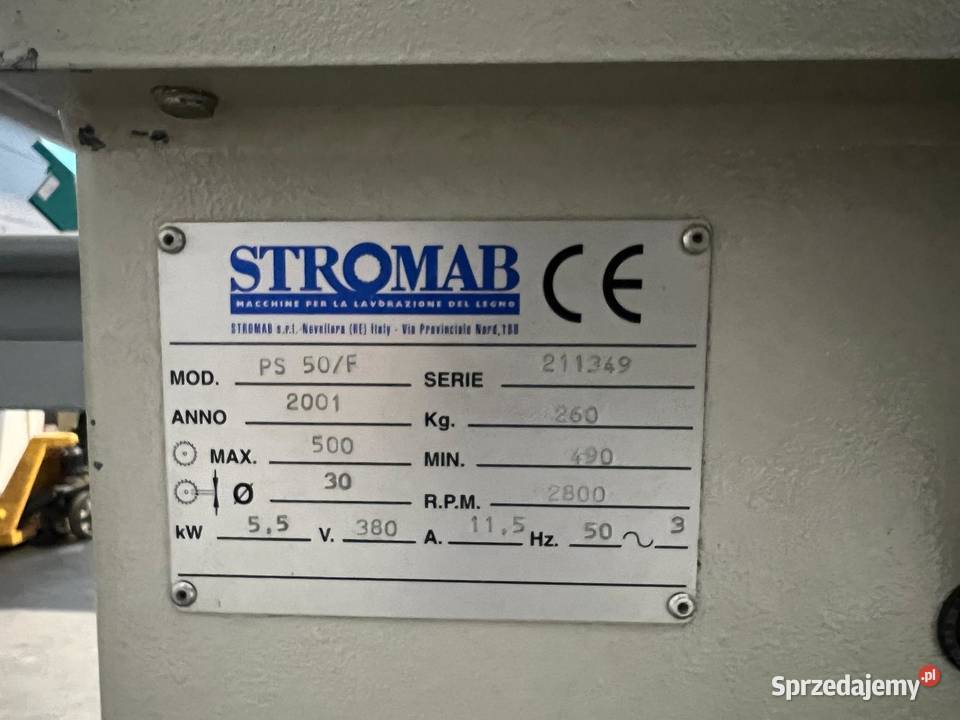 STROMAB CE
MACCHINE PER LA LAVORAZIONE DEL LEGNO
STROMAB s.r.l. - Novellara (RE) Italy - Via Provinciale Nord, 180
MOD. PS 50/F SERIE 211349
ANNO 2001 Kg. 260
MAX. 500 MIN. 490
Ø 30 R.P.M. 2800
kW 5,5 V. 380 A. 11,5 Hz. 50 ~ 3
Sprzedajemy.pl